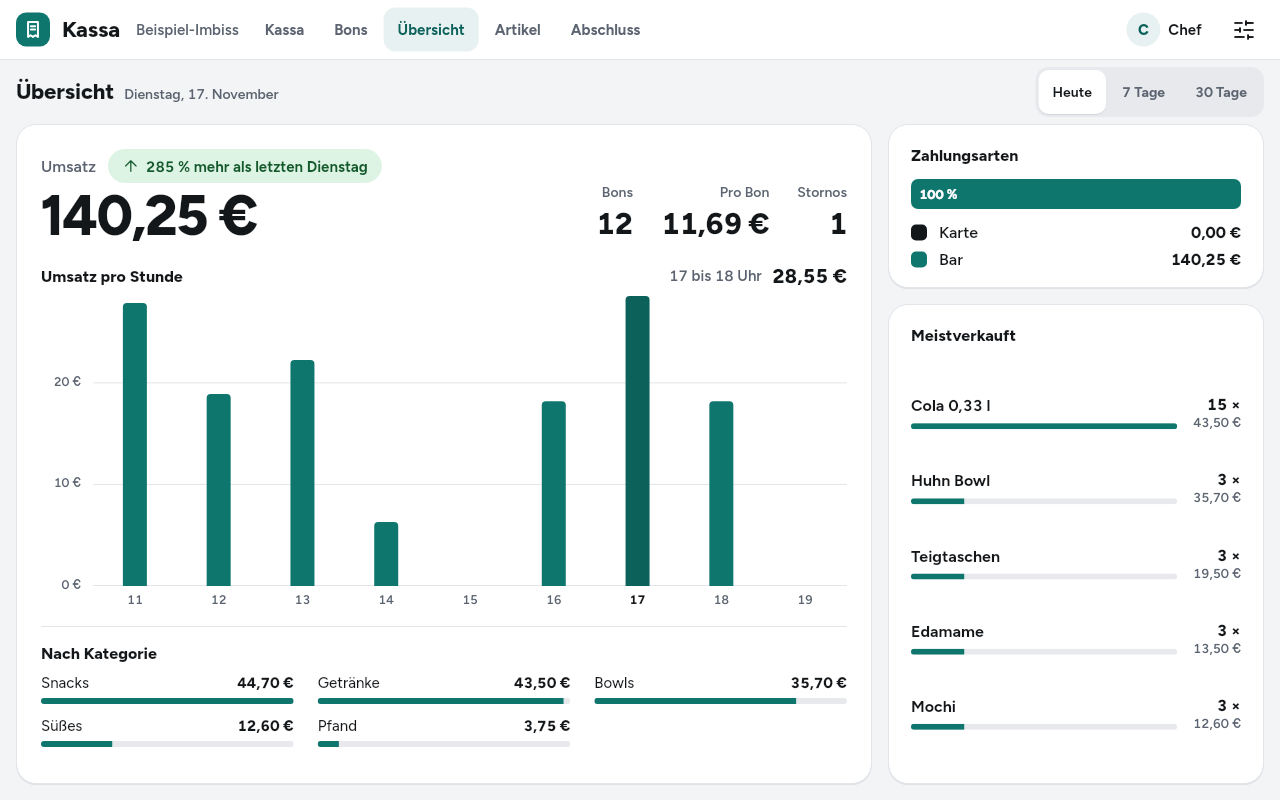 Kassa Beispiel-Imbiss Kassa Bons Übersicht Artikel Abschluss C Chef
Übersicht Dienstag, 17. November Heute 7 Tage 30 Tage
Umsatz ↑ 285 % mehr als letzten Dienstag
140,25 €
Bons Pro Bon Stornos
12 11,69 € 1
Umsatz pro Stunde 17 bis 18 Uhr 28,55 €
20 €
10 €
0 €
11 12 13 14 15 16 17 18 19
Nach Kategorie
Snacks 44,70 € Getränke 43,50 € Bowls 35,70 €
Süßes 12,60 € Pfand 3,75 €
Zahlungsarten
100 %
Karte 0,00 €
Bar 140,25 €
Meistverkauft
Cola 0,33 l 15 ×
43,50 €
Huhn Bowl 3 ×
35,70 €
Teigtaschen 3 ×
19,50 €
Edamame 3 ×
13,50 €
Mochi 3 ×
12,60 €